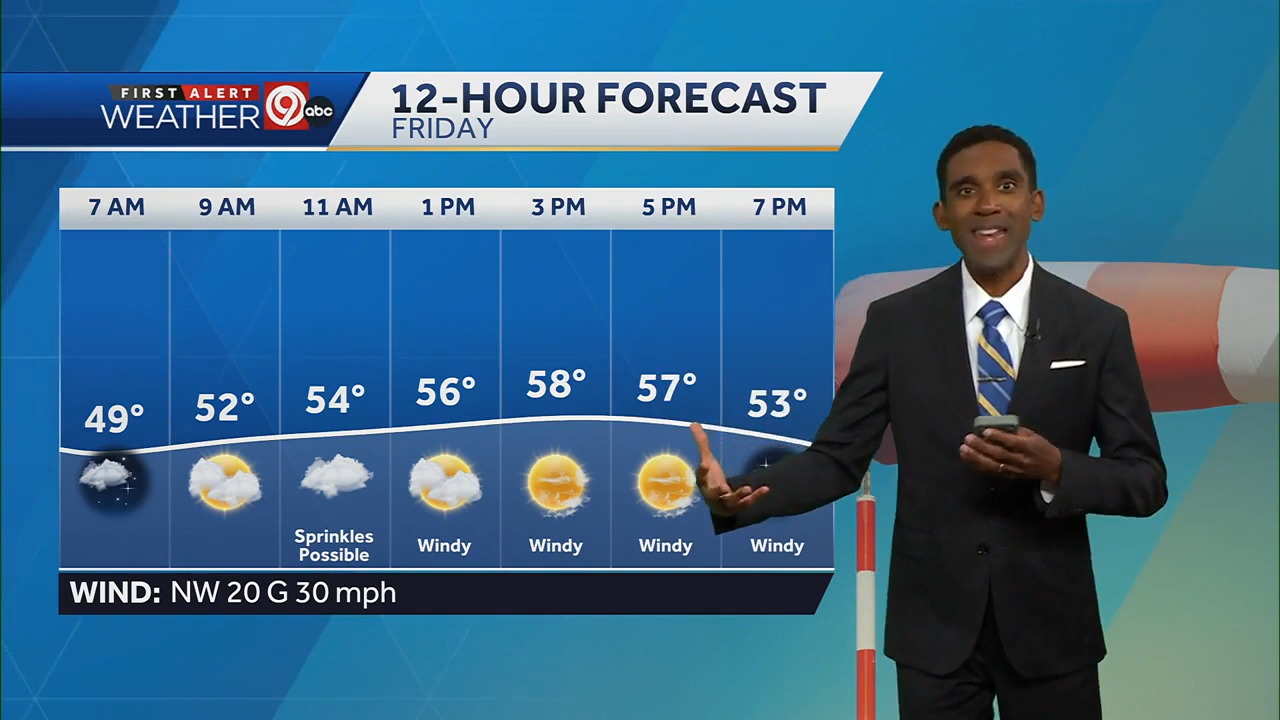 FIRST ALERT
WEATHER 9 abc
12-HOUR FORECAST
FRIDAY
7 AM 9 AM 11 AM 1 PM 3 PM 5 PM 7 PM
49° 52° 54° 56° 58° 57° 53°
Sprinkles
Possible Windy Windy Windy Windy
WIND: NW 20 G 30 mph